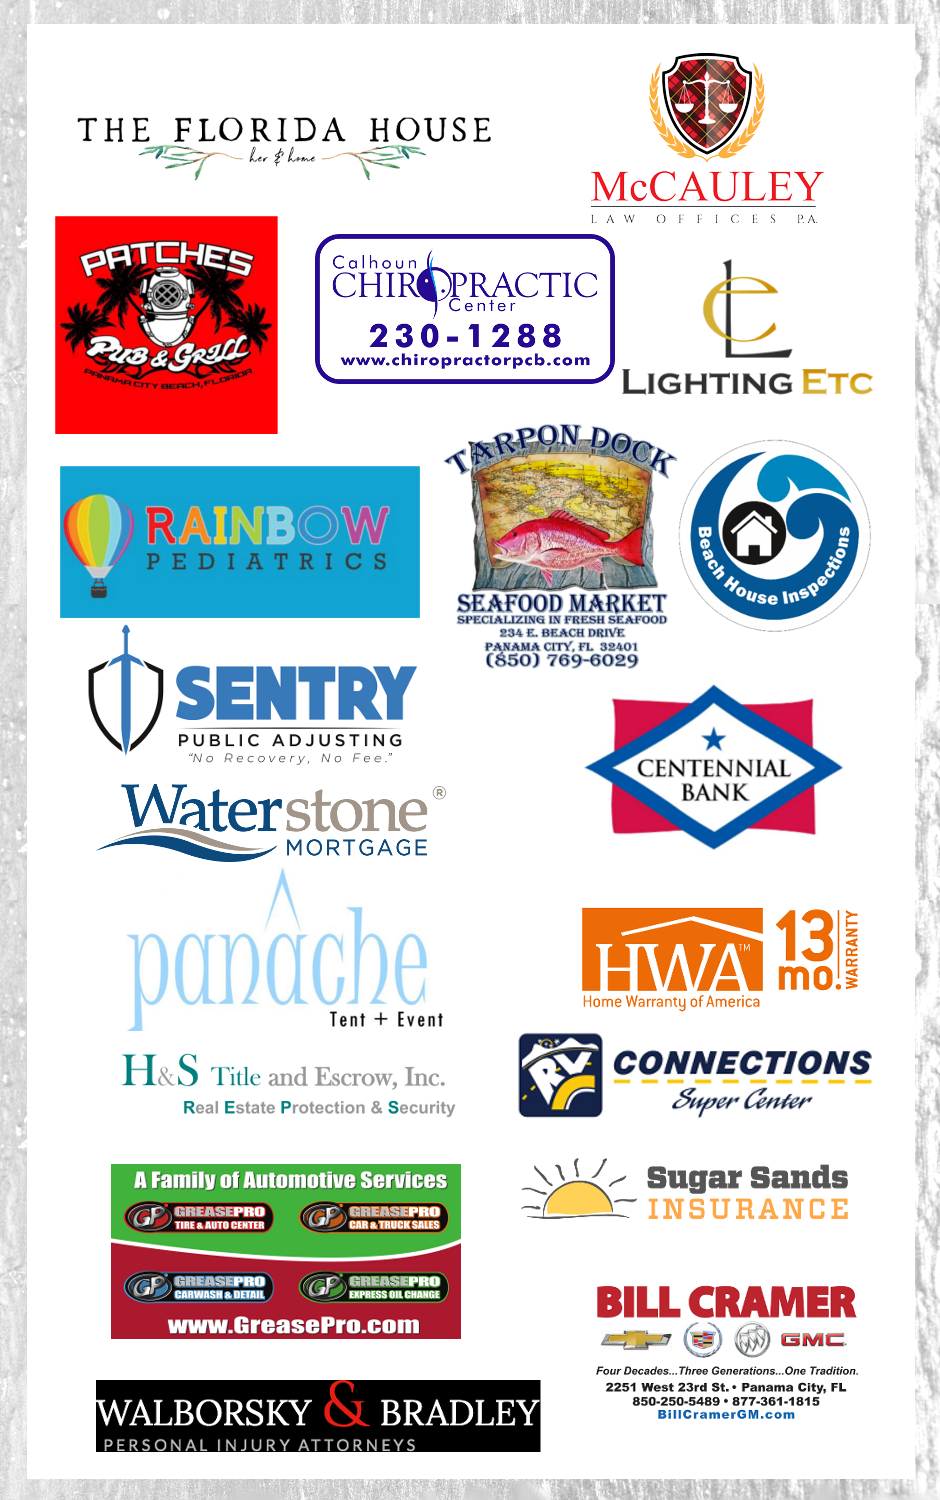 THE FLORIDA HOUSE
her & home
McCAULEY
LAW OFFICES P.A.
PATCHES
PUB & GRILL
PANAMA CITY BEACH, FLORIDA
Calhoun
CHIROPRACTIC
Center
230-1288
www.chiropractorpcb.com
LE
LIGHTING ETC
RAINBOW
PEDIATRICS
TARPON DOCK
SEAFOOD MARKET
SPECIALIZING IN FRESH SEAFOOD
234 E. BEACH DRIVE
PANAMA CITY, FL 32401
(850) 769-6029
Beach House Inspections
SENTRY
PUBLIC ADJUSTING
"No Recovery, No Fee."
CENTENNIAL
BANK
Waterstone®
MORTGAGE
panache
Tent + Event
HWA™
Home Warranty of America
13
mo.
WARRANTY
H&S Title and Escrow, Inc.
Real Estate Protection & Security
RV
CONNECTIONS
Super Center
A Family of Automotive Services
GP GREASEPRO
TIRE & AUTO CENTER
GP GREASEPRO
CAR & TRUCK SALES
GP GREASEPRO
CARWASH & DETAIL
GP GREASEPRO
EXPRESS OIL CHANGE
www.GreasePro.com
Sugar Sands
INSURANCE
BILL CRAMER
GMC
Four Decades...Three Generations...One Tradition.
2251 West 23rd St. • Panama City, FL
850-250-5489 • 877-361-1815
BillCramerGM.com
WALBORSKY & BRADLEY
PERSONAL INJURY ATTORNEYS